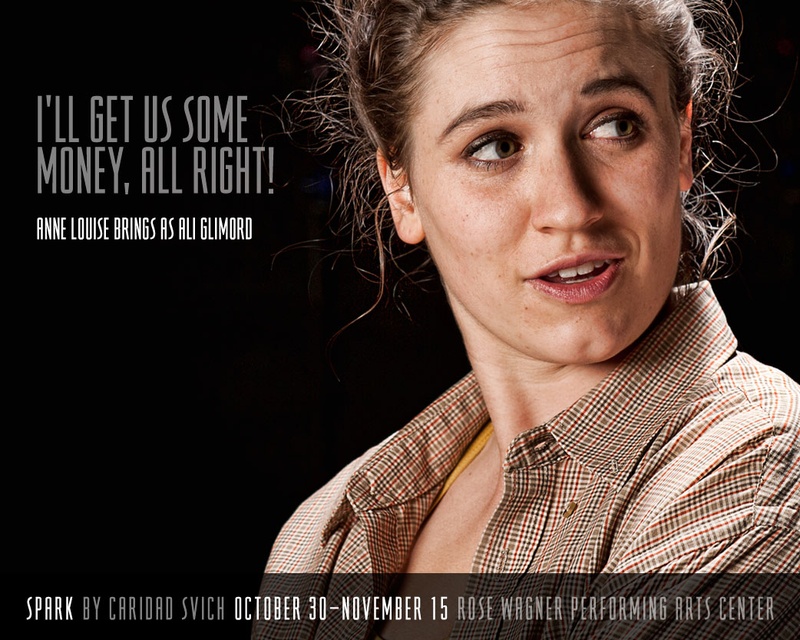 I'LL GET US SOME
MONEY, ALL RIGHT!
ANNE LOUISE BRINGS AS ALI GLIMORD
SPARK BY CARIDAD SVICH OCTOBER 30–NOVEMBER 15 ROSE WAGNER PERFORMING ARTS CENTER